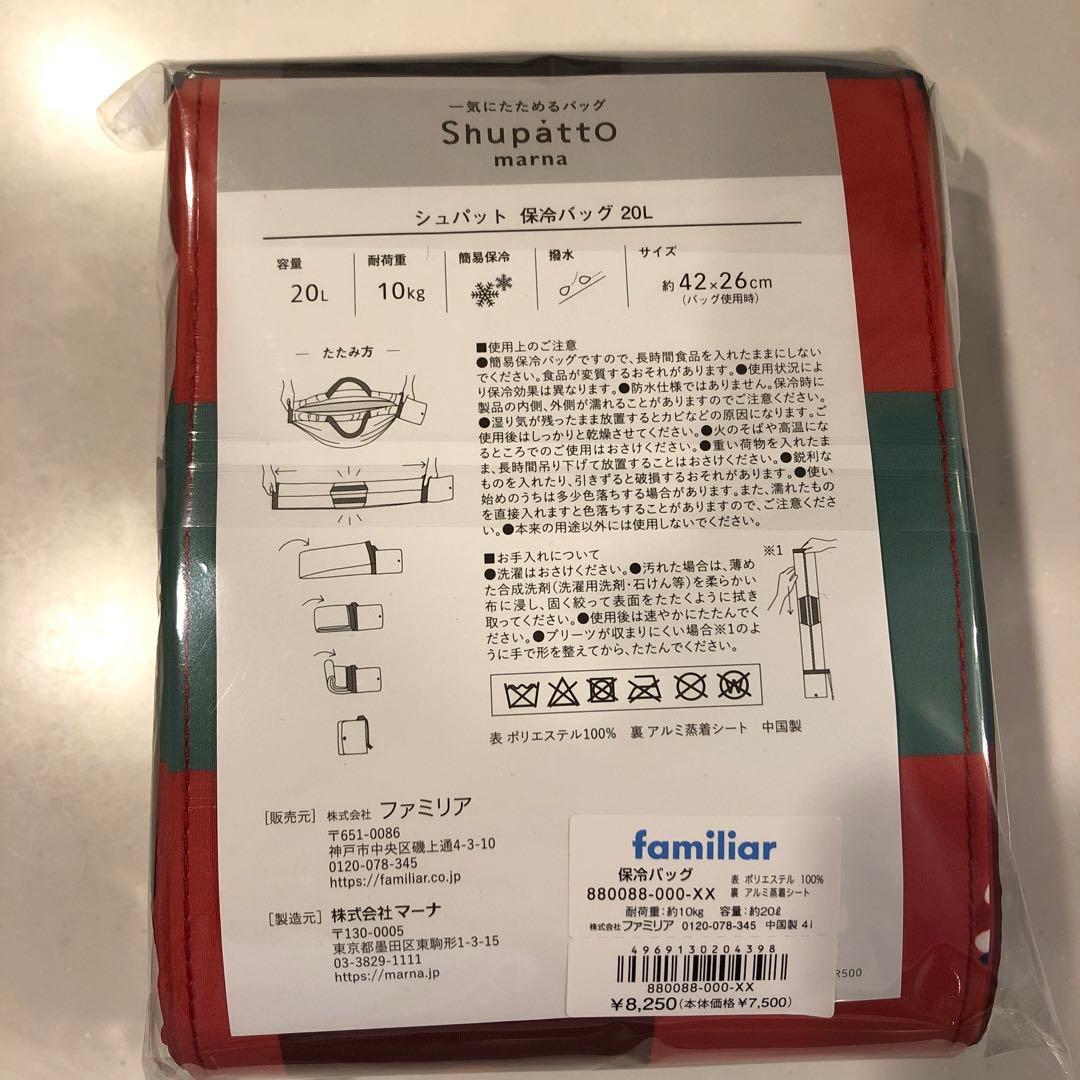 一気にたためるバッグ
Shupatto
marna
シュパット 保冷バッグ 20L
容量
20L
耐荷重
10kg
簡易保冷
撥水
サイズ
約 42×26cm
(バッグ使用時)
たたみ方
■使用上のご注意
●簡易保冷バッグですので、長時間食品を入れたままにしない
でください。食品が変質するおそれがあります。●使用状況によ
り保冷効果は異なります。●防水仕様ではありません。保冷時に
製品の内側、外側が濡れることがありますのでご注意ください。
●湿り気が残ったまま放置するとカビなどの原因になります。ご
使用後はしっかりと乾燥させてください。●火のそばや高温にな
るところでのご使用はおさけください。●重い荷物を入れたま
ま、長時間吊り下げて放置することはおさけください。●鋭利な
ものを入れたり、引きずると破損するおそれがあります。●使い
始めのうちは多少色落ちする場合があります。また、濡れたもの
を直接入れますと色落ちすることがありますので、ご注意くださ
い。●本来の用途以外には使用しないでください。
■お手入れについて
●洗濯はおさけください。●汚れた場合は、薄め
た合成洗剤(洗濯用洗剤・石けん等)を柔らかい
布に浸し、固く絞って表面をたたくように拭き
取ってください。●使用後は速やかにたたんでく
ださい。●プリーツが収まりにくい場合※1のよ
うに手で形を整えてから、たたんでください。
※1
表 ポリエステル100% 裏 アルミ蒸着シート 中国製
[販売元] 株式会社 ファミリア
〒651-0086
神戸市中央区磯上通4-3-10
0120-078-345
https://familiar.co.jp
[製造元] 株式会社マーナ
〒130-0005
東京都墨田区東駒形1-3-15
03-3829-1111
https://marna.jp
familiar
保冷バッグ
880088-000-XX
表 ポリエステル 100%
裏 アルミ蒸着シート
耐荷重:約10kg 容量:約20ℓ
株式会社 ファミリア 0120-078-345 中国製 4I
4969130204398
880088-000-XX
¥8,250(本体価格¥7,500)
R500